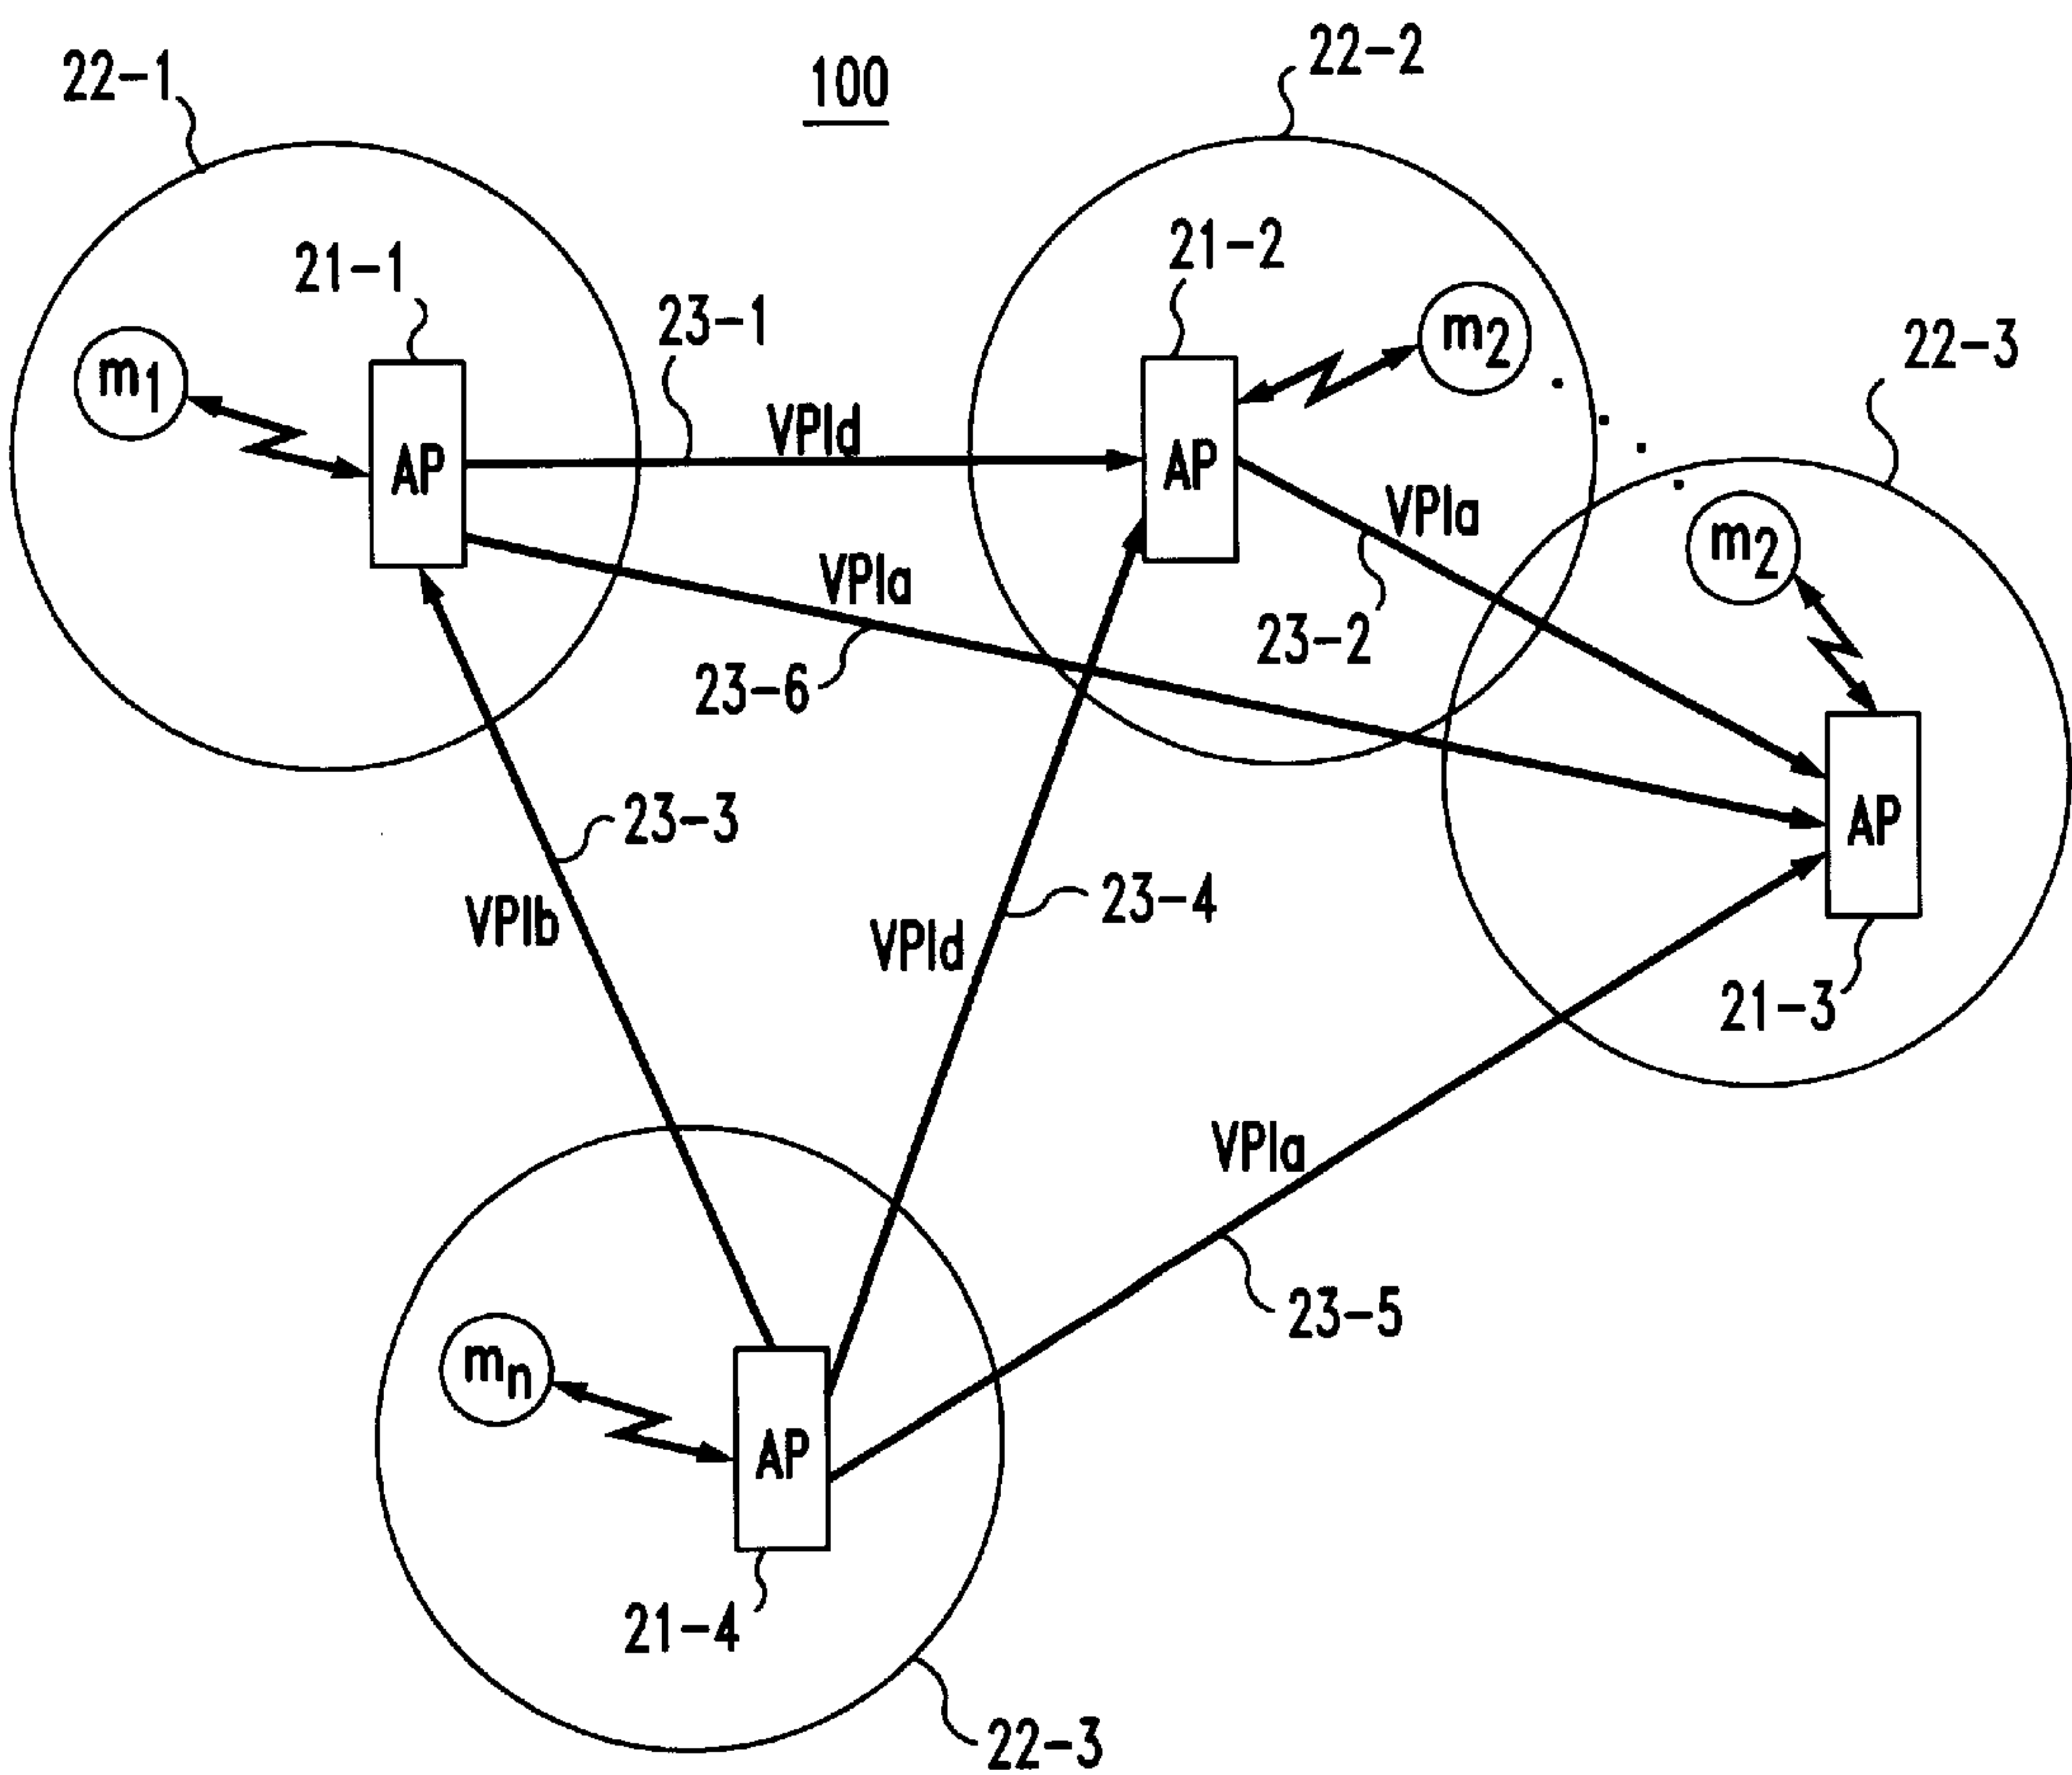 100
22-1
22-2
21-1
21-2
22-3
m1
23-1
m2
VPId
AP
AP
VPIa
m2
VPIa
23-2
23-6
23-3
AP
23-4
VPIb
VPId
21-3
VPIa
23-5
mn
AP
21-4
22-3